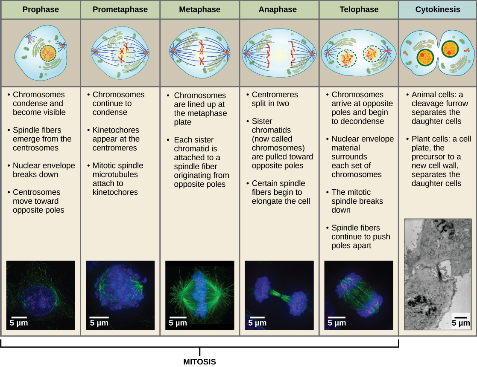 Prophase
Prometaphase
Metaphase
Anaphase
Telophase
Cytokinesis
• Chromosomes
condense and
become visible
• Spindle fibers
emerge from the
centrosomes
• Nuclear envelope
breaks down
• Centrosomes
move toward
opposite poles
• Chromosomes
continue to
condense
• Kinetochores
appear at the
centromeres
• Mitotic spindle
microtubules
attach to
kinetochores
• Chromosomes
are lined up at
the metaphase
plate
• Each sister
chromatid is
attached to a
spindle fiber
originating from
opposite poles
• Centromeres
split in two
• Sister
chromatids
(now called
chromosomes)
are pulled toward
opposite poles
• Certain spindle
fibers begin to
elongate the cell
• Chromosomes
arrive at opposite
poles and begin
to decondense
• Nuclear envelope
material
surrounds
each set of
chromosomes
• The mitotic
spindle breaks
down
• Spindle fibers
continue to push
poles apart
• Animal cells: a
cleavage furrow
separates the
daughter cells
• Plant cells: a cell
plate, the
precursor to a
new cell wall,
separates the
daughter cells
5 µm
5 µm
5 µm
5 µm
5 µm
5 µm
MITOSIS